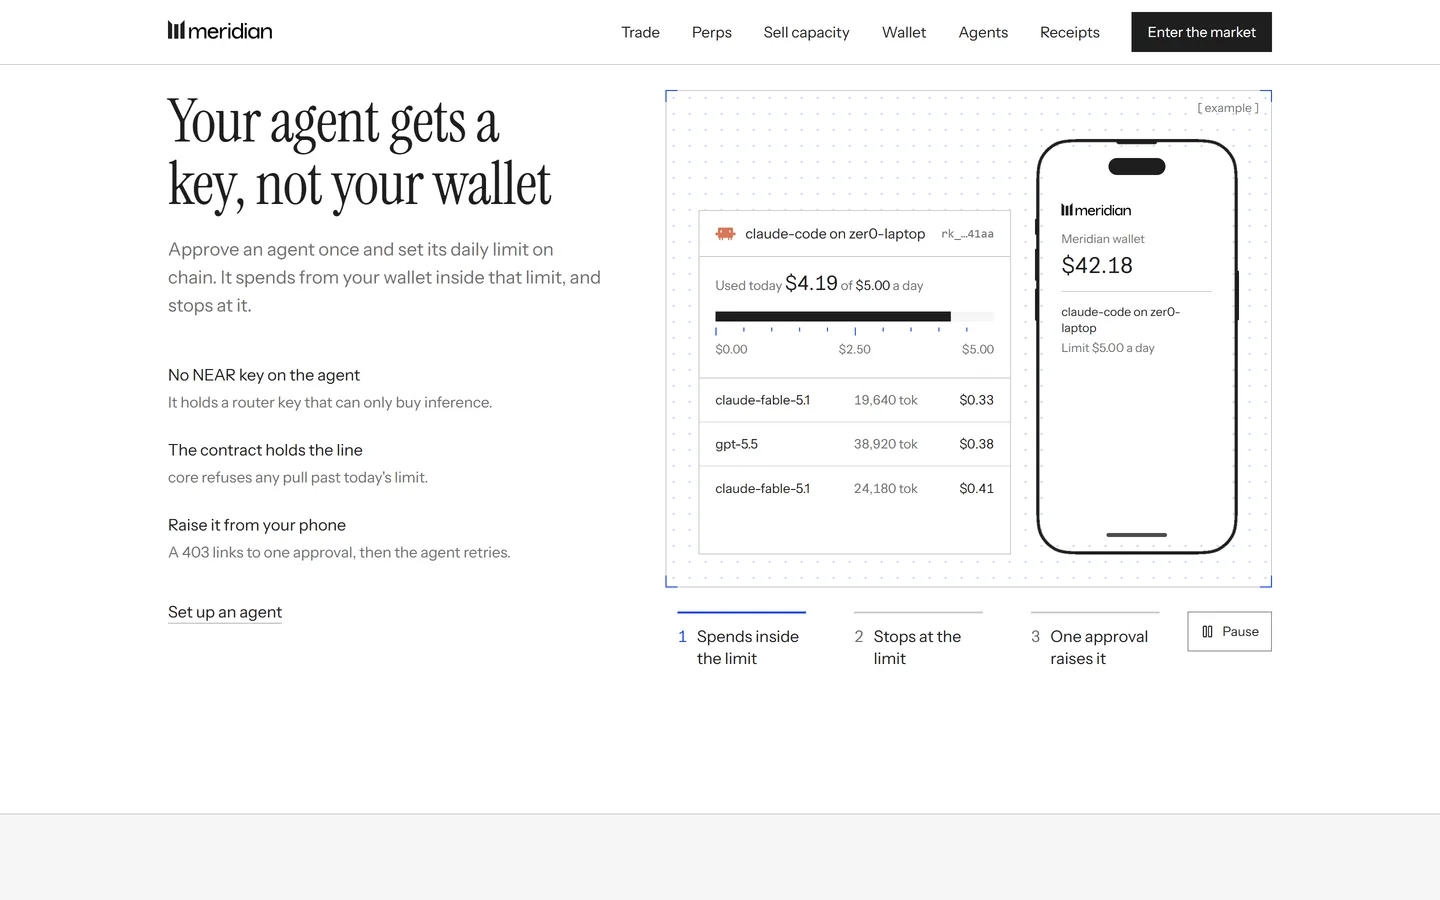 meridian
Trade
Perps
Sell capacity
Wallet
Agents
Receipts
Enter the market
Your agent gets a
key, not your wallet
Approve an agent once and set its daily limit on
chain. It spends from your wallet inside that limit, and
stops at it.
No NEAR key on the agent
It holds a router key that can only buy inference.
The contract holds the line
core refuses any pull past today's limit.
Raise it from your phone
A 403 links to one approval, then the agent retries.
Set up an agent
[ example ]
claude-code on zer0-laptop rk_…41aa
Used today $4.19 of $5.00 a day
$0.00 $2.50 $5.00
claude-fable-5.1 19,640 tok $0.33
gpt-5.5 38,920 tok $0.38
claude-fable-5.1 24,180 tok $0.41
meridian
Meridian wallet
$42.18
claude-code on zer0-
laptop
Limit $5.00 a day
1 Spends inside
the limit
2 Stops at the
limit
3 One approval
raises it
Pause